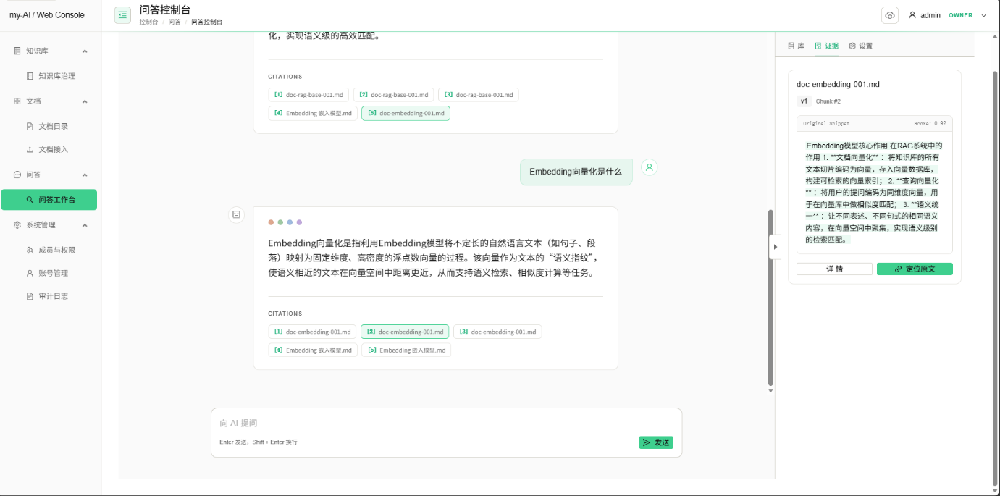 my-AI / Web Console
问答控制台
控制台 / 问答 / 问答控制台
admin OWNER
知识库
知识库治理
文档
文档目录
文档接入
问答
问答工作台
系统管理
成员与权限
账号管理
审计日志
化，实现语义级的高效匹配。
CITATIONS
[1] doc-rag-base-001.md
[2] doc-rag-base-001.md
[3] doc-rag-base-001.md
[4] Embedding 嵌入模型.md
[5] doc-embedding-001.md
Embedding向量化是什么
Embedding向量化是指利用Embedding模型将不定长的自然语言文本（如句子、段
落）映射为固定维度、高密度的浮点数向量的过程。该向量作为文本的“语义指纹”，
使语义相近的文本在向量空间中距离更近，从而支持语义检索、相似度计算等任务。
CITATIONS
[1] doc-embedding-001.md
[2] doc-embedding-001.md
[3] doc-embedding-001.md
[4] Embedding 嵌入模型.md
[5] Embedding 嵌入模型.md
向 AI 提问...
Enter 发送，Shift + Enter 换行
发送
库
证据
设置
doc-embedding-001.md
v1 Chunk #2
Original Snippet Score: 0.92
Embedding模型核心作用 在RAG系统中的
作用 1. **文档向量化** ：将知识库的所有
文本切片编码为向量，存入向量数据库，
构建可检索的向量索引； 2. **查询向量化
** ：将用户的提问编码为同维度向量，用
于在向量库中做相似度匹配； 3. **语义统
一** ：让不同表述、不同句式的相同语义
内容，在向量空间中聚集，实现语义级别
的检索匹配。
详 情
定位原文